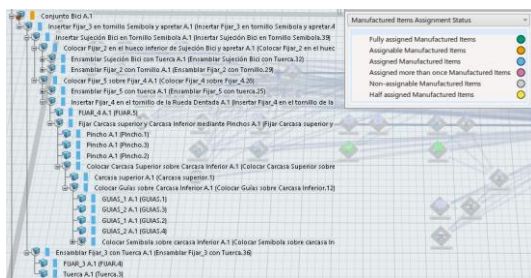 Conjunto Bici A.1
Insertar Fijar_3 en tornillo Semibola y apretar A.1 (Insertar Fijar_3 en tornillo Semibola y apretar.4
Insertar Sujeción Bici en Tornillo Semibola A.1 (Insertar Sujeción Bici en Tornillo Semibola.39)
Colocar Fijar_2 en el hueco inferior de Sujeción Bici y apretar A.1 (Colocar Fijar_2 en el huec
Ensamblar Sujeción Bici con Tuerca A.1 (Ensamblar Sujeción Bici con Tuerca.32)
Ensamblar Fijar_2 con Tornillo A.1 (Ensamblar Fijar_2 con Tornillo.29)
Colocar Fijar_5 sobre Fijar_4 A.1 (Colocar Fijar_5 sobre Fijar_4.28)
Ensamblar Fijar_5 con tuerca A.1 (Ensamblar Fijar_5 con tuerca.25)
Insertar Fijar_4 en el tornillo de la Rueda Dentada A.1 (Insertar Fijar_4 en el tornillo de la
FIJAR_4 A.1 (FIJAR.5)
Fijar Carcasa superior y Carcasa Inferior mediante Pinchos A.1 (Fijar Carcasa superior y
Pincho A.1 (Pincho.1)
Pincho A.1 (Pincho.3)
Pincho A.1 (Pincho.2)
Colocar Carcasa Superior sobre Carcasa Inferior A.1 (Colocar Carcasa Superior sobre
Carcasa superior A.1 (Carcasa superior.1)
Colocar Guías sobre Carcasa Inferior A.1 (Colocar Guías sobre Carcasa Inferior.12)
GUIAS_1 A.1 (GUIAS.1)
GUIAS_2 A.1 (GUIAS.3)
GUIAS_1 A.1 (GUIAS.2)
GUIAS_2 A.1 (GUIAS.4)
Colocar Semibola sobre carcasa Inferior A.1 (Colocar Semibola sobre carcasa In
Ensamblar Fijar_3 con Tuerca A.1 (Ensamblar Fijar_3 con Tuerca.36)
FIJAR_3 A.1 (FIJAR.4)
Tuerca A.1 (Tuerca.3)
Manufactured Items Assignment Status
Fully assigned Manufactured Items
Assignable Manufactured Items
Assigned Manufactured Items
Assigned more than once Manufactured Items
Non-assignable Manufactured Items
Half assigned Manufactured Items